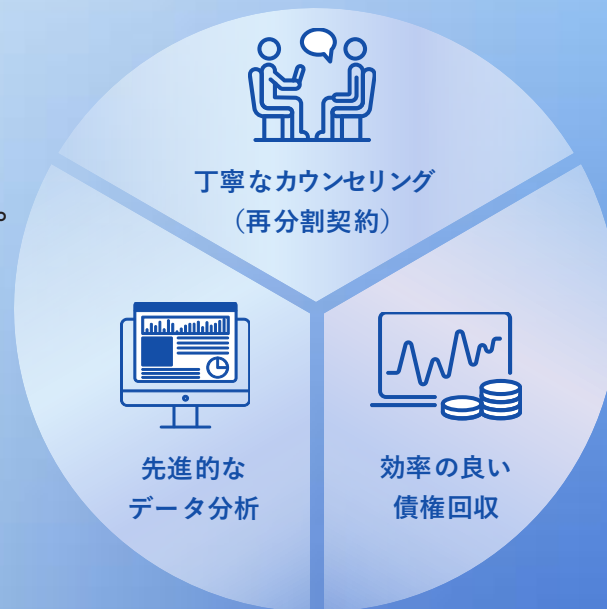 丁寧なカウンセリング
（再分割契約）
。
先進的な
データ分析
効率の良い
債権回収